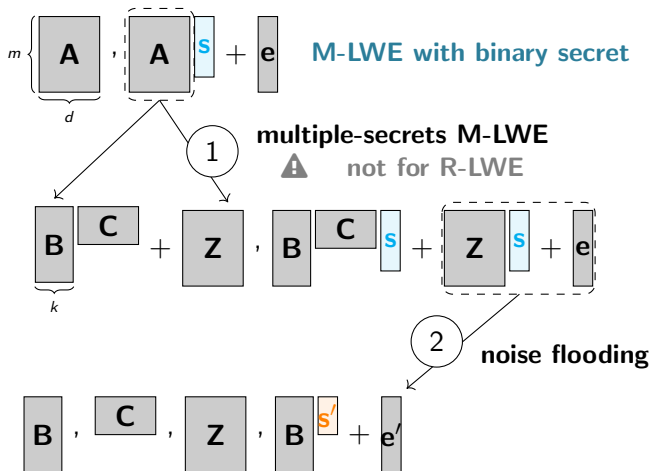 m A , A s + e M-LWE with binary secret
d
1 multiple-secrets M-LWE
not for R-LWE
B C + Z , B C s + Z s + e
k
2 noise flooding
B , C , Z , B s′ + e′